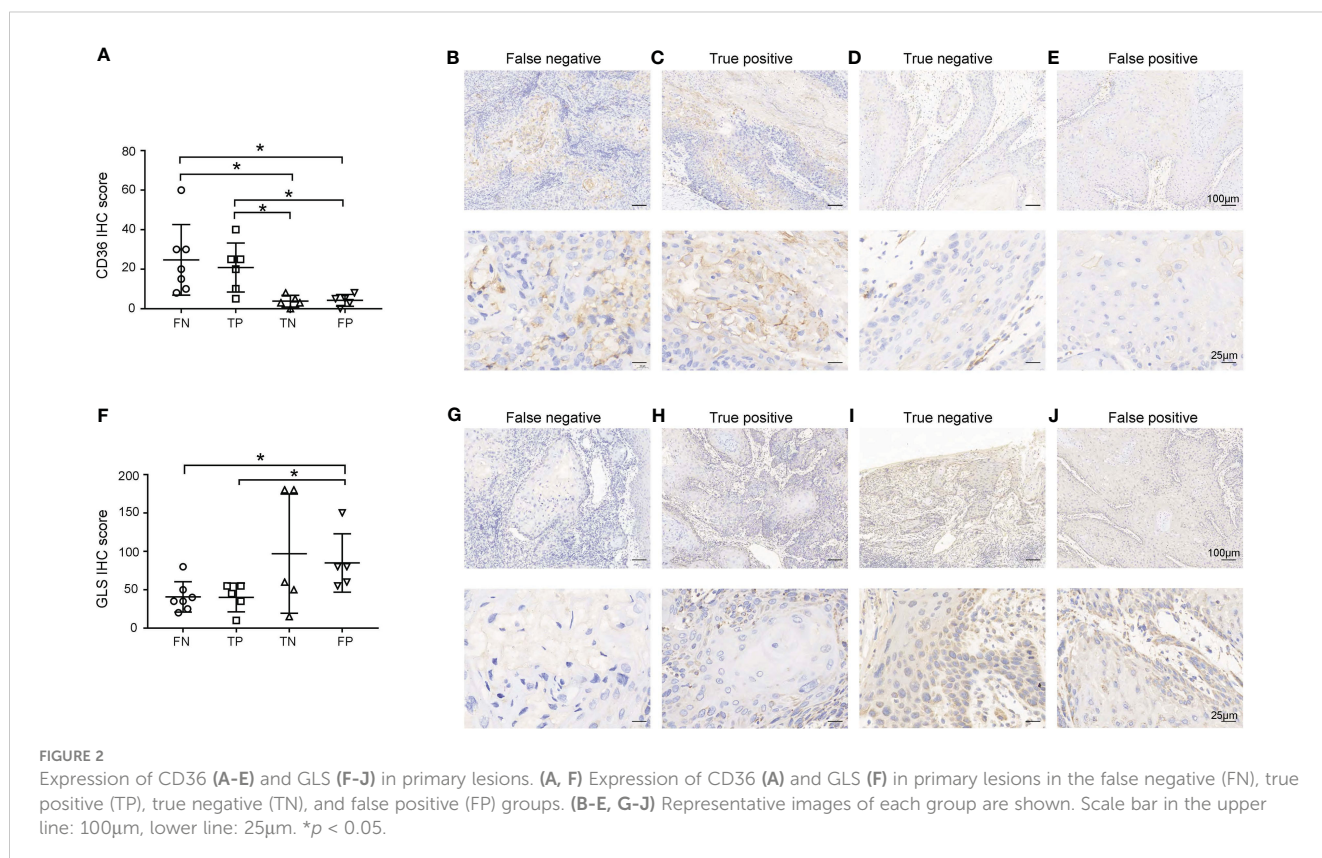 A
CD36 IHC score
80
60
40
20
0
*
*
*
*
FN TP TN FP
B False negative
C True positive
D True negative
E False positive
100μm
25μm
F
GLS IHC score
200
150
100
50
0
*
*
FN TP TN FP
G False negative
H True positive
I True negative
J False positive
100μm
25μm
FIGURE 2
Expression of CD36 (A-E) and GLS (F-J) in primary lesions. (A, F) Expression of CD36 (A) and GLS (F) in primary lesions in the false negative (FN), true
positive (TP), true negative (TN), and false positive (FP) groups. (B-E, G-J) Representative images of each group are shown. Scale bar in the upper
line: 100μm, lower line: 25μm. *p < 0.05.